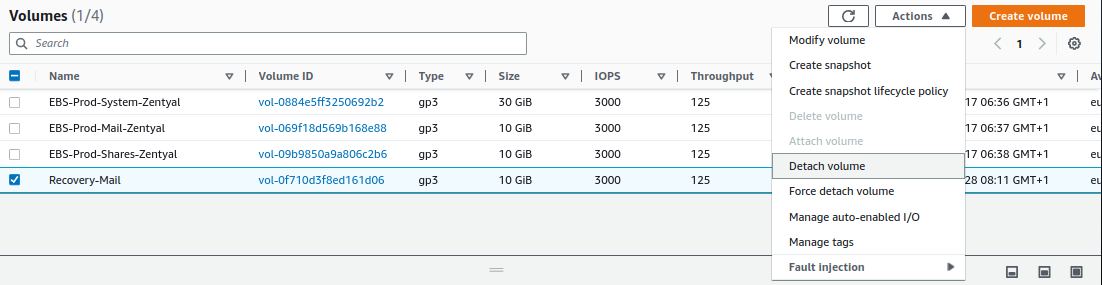 Volumes (1/4)
Actions
Create volume
Search
1
Name Volume ID Type Size IOPS Throughput Av
EBS-Prod-System-Zentyal vol-0884e5ff3250692b2 gp3 30 GiB 3000 125 17 06:36 GMT+1 eu
EBS-Prod-Mail-Zentyal vol-069f18d569b168e88 gp3 10 GiB 3000 125 17 06:37 GMT+1 eu
EBS-Prod-Shares-Zentyal vol-09b9850a9a806c2b6 gp3 10 GiB 3000 125 17 06:38 GMT+1 eu
Recovery-Mail vol-0f710d3f8ed161d06 gp3 10 GiB 3000 125 28 08:11 GMT+1 eu
Modify volume
Create snapshot
Create snapshot lifecycle policy
Delete volume
Attach volume
Detach volume
Force detach volume
Manage auto-enabled I/O
Manage tags
Fault injection